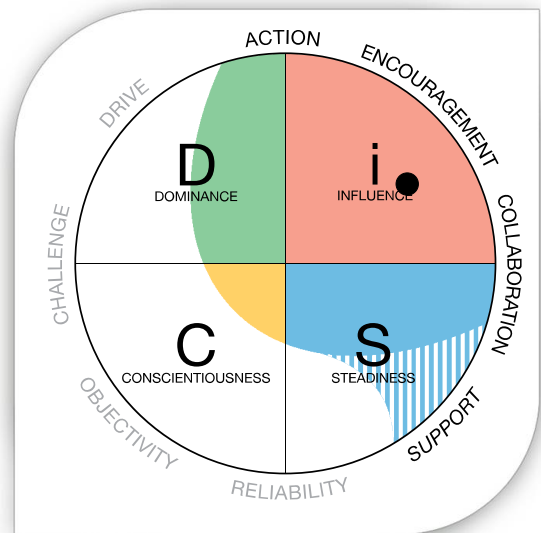 ACTION
ENCOURAGEMENT
DRIVE
D
DOMINANCE
i
INFLUENCE
COLLABORATION
CHALLENGE
C
CONSCIENTIOUSNESS
S
STEADINESS
SUPPORT
OBJECTIVITY
RELIABILITY